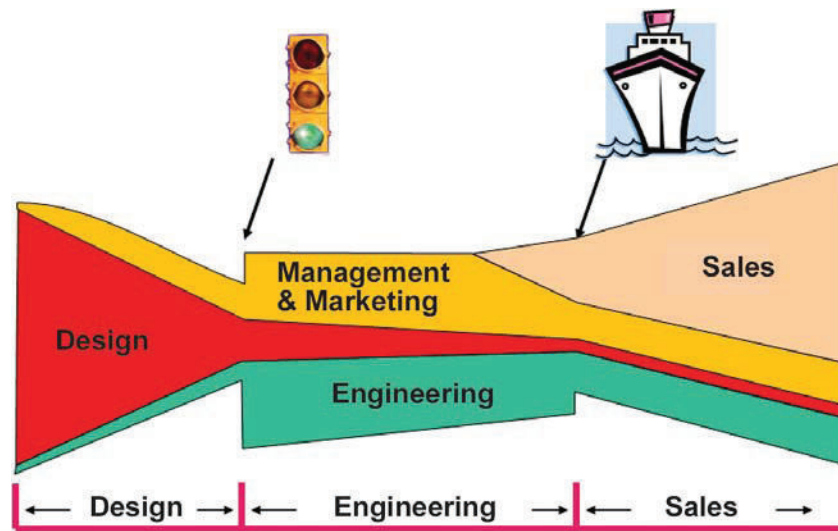 Management
& Marketing
Sales
Design
Engineering
Design
Engineering
Sales